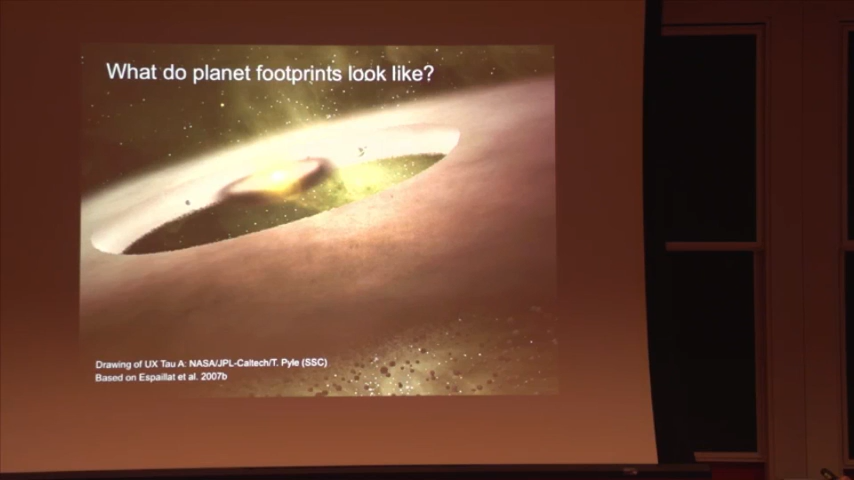 What do planet footprints look like?
Drawing of UX Tau A: NASA/JPL-Caltech/T. Pyle (SSC)
Based on Espaillat et al. 2007b